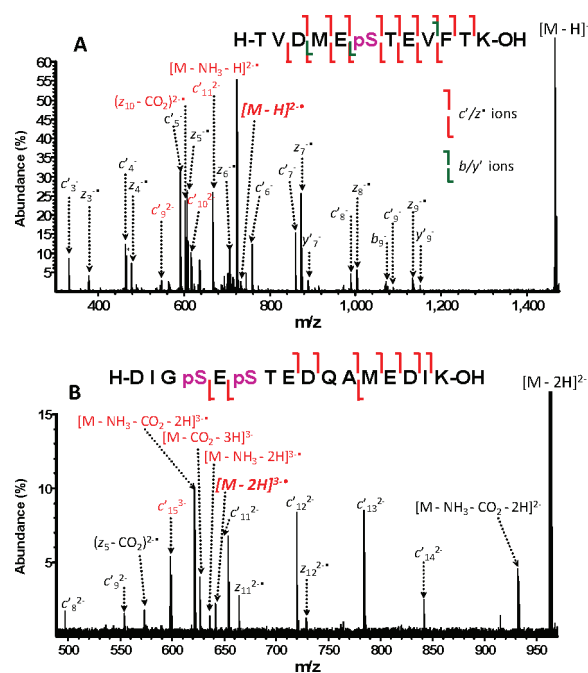 A
H-TVDMEpSTEVFTK-OH
[M - H]⁻
[M - NH₃ -H]²⁻•
(z₁₀ - CO₂)²⁻•
c'₁₁²⁻
c'₅⁻
z₅⁻•
[M - H]²⁻•
c'/z• ions
b/y' ions
c'₄⁻
z₄⁻•
z₆⁻•
z₇⁻•
c'₃⁻
z₃⁻•
c'₉²⁻
c'₁₀²⁻
c'₆⁻
c'₇⁻
y'₇⁻
c'₈⁻
z₈⁻•
b₉⁻
c'₉⁻
z₉⁻•
y'₉⁻
Abundance (%)
60
55
50
45
40
35
30
25
20
15
10
5
400 600 800 1,000 1,200 1,400
m/z
H-DIGpSEpSTEDQAMEDIK-OH
B
[M - 2H]²⁻
[M - NH₃ - CO₂ - 2H]³⁻•
[M - CO₂ - 3H]³⁻
[M - NH₃ - 2H]³⁻•
[M - 2H]³⁻•
c'₁₅³⁻
c'₁₁²⁻
c'₁₂²⁻
c'₁₃²⁻
[M - NH₃ - CO₂ - 2H]²⁻
(z₅ - CO₂)²⁻•
c'₈²⁻
c'₉²⁻
z₁₁²⁻•
z₁₂²⁻•
c'₁₄²⁻
Abundance (%)
15
10
5
500 550 600 650 700 750 800 850 900 950
m/z